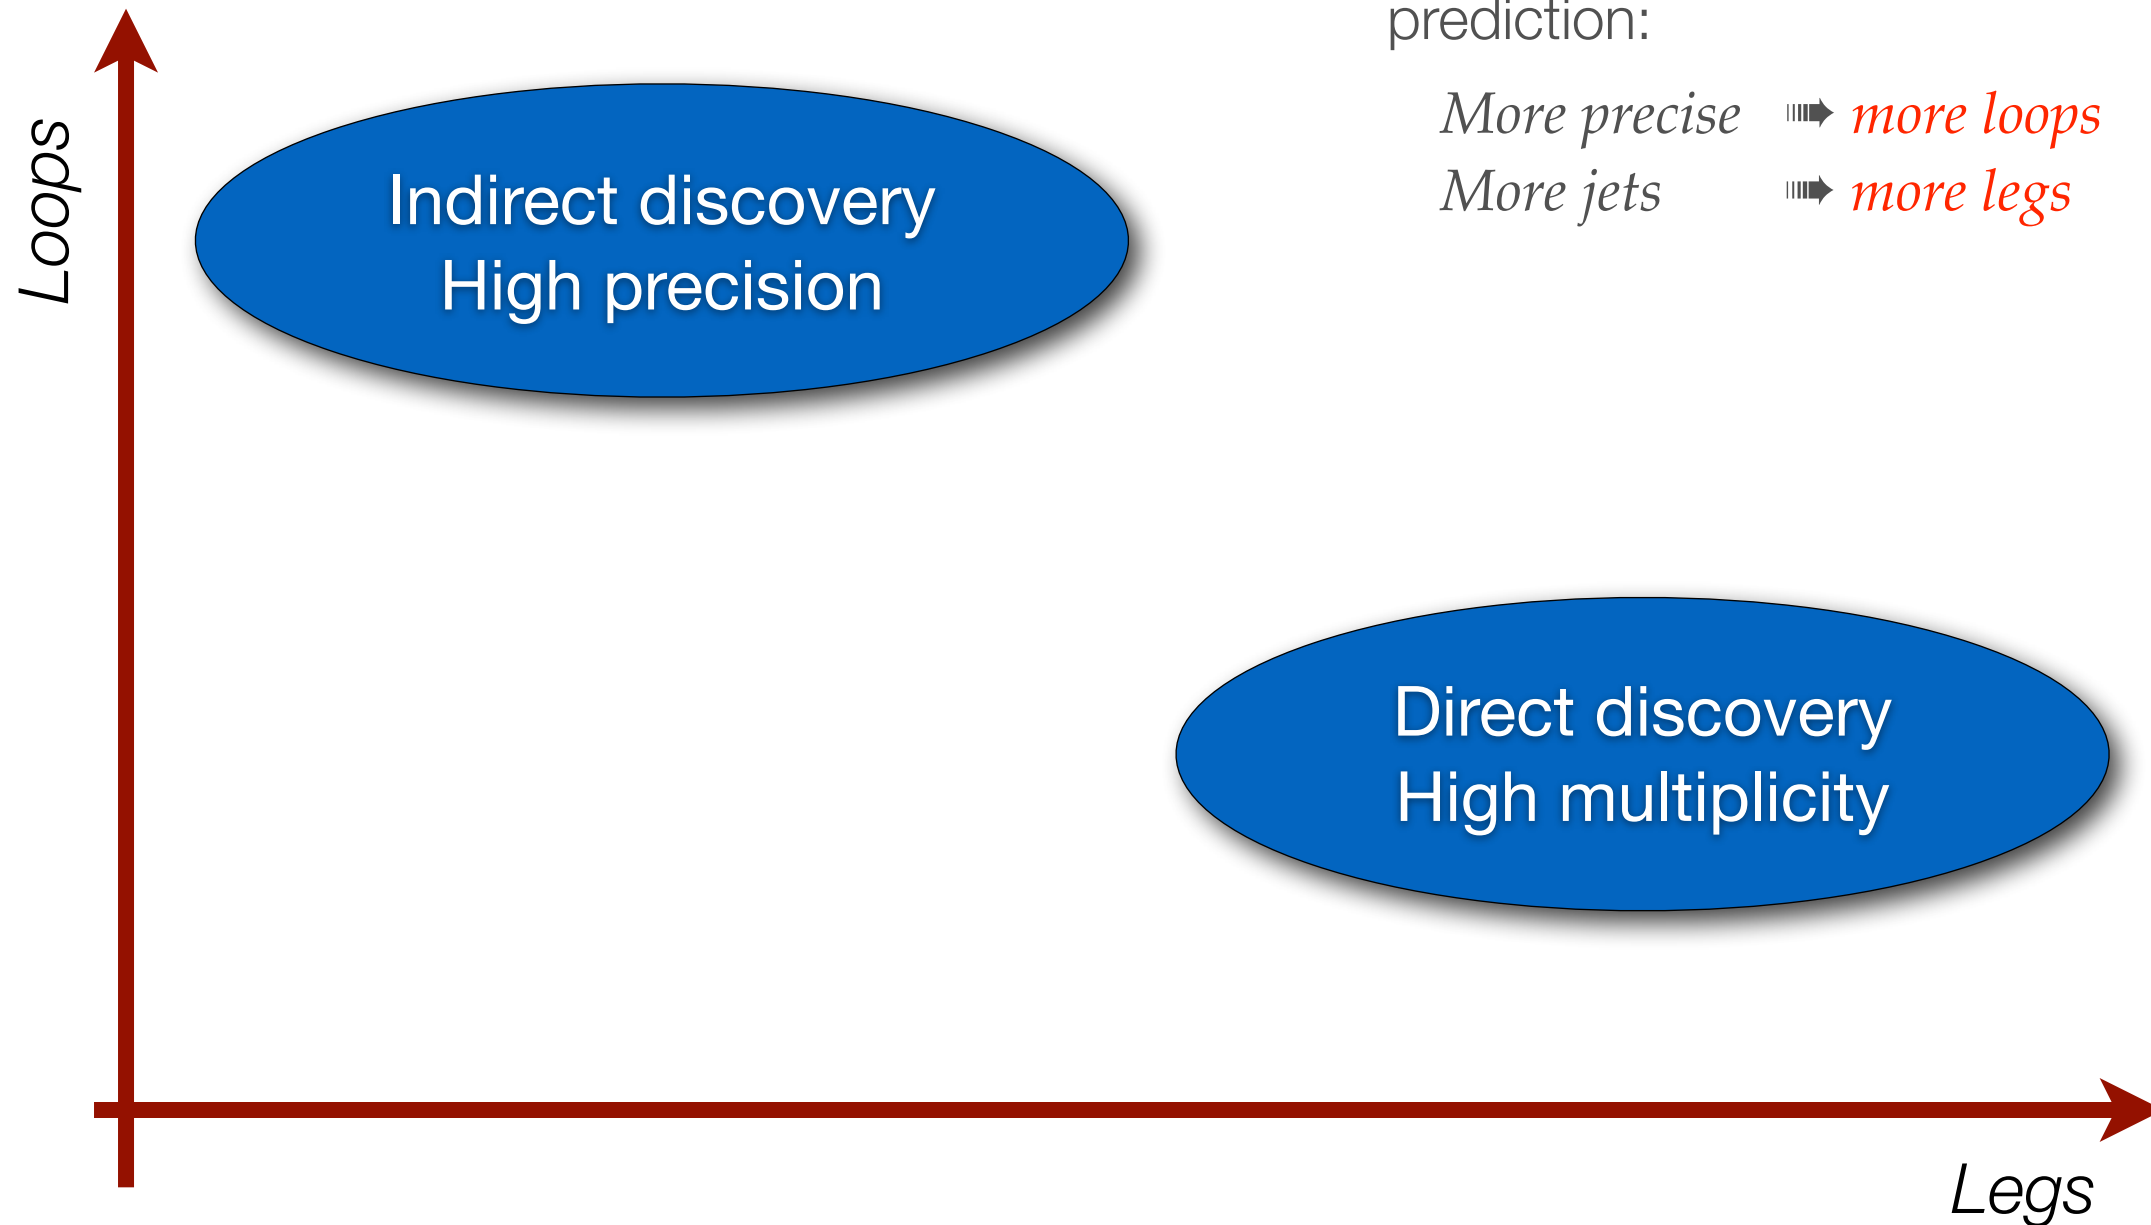 prediction:
More precise ➠ more loops
More jets ➠ more legs
Loops
Indirect discovery
High precision
Direct discovery
High multiplicity
Legs